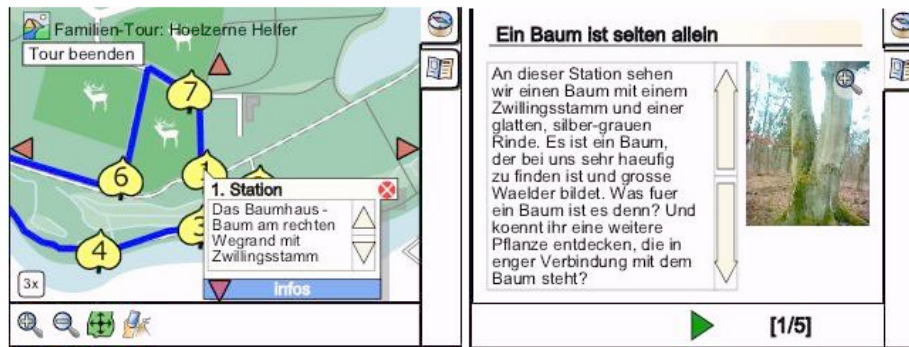 Familien-Tour: Hoelzerne Helfer
Tour beenden
7
6
1
3
4
1. Station
Das Baumhaus -
Baum am rechten
Wegrand mit
Zwillingsstamm
infos
3x
Ein Baum ist selten allein
An dieser Station sehen
wir einen Baum mit einem
Zwillingsstamm und einer
glatten, silber-grauen
Rinde. Es ist ein Baum,
der bei uns sehr haeufig
zu finden ist und grosse
Waelder bildet. Was fuer
ein Baum ist es denn? Und
koennt ihr eine weitere
Pflanze entdecken, die in
enger Verbindung mit dem
Baum steht?
[1/5]